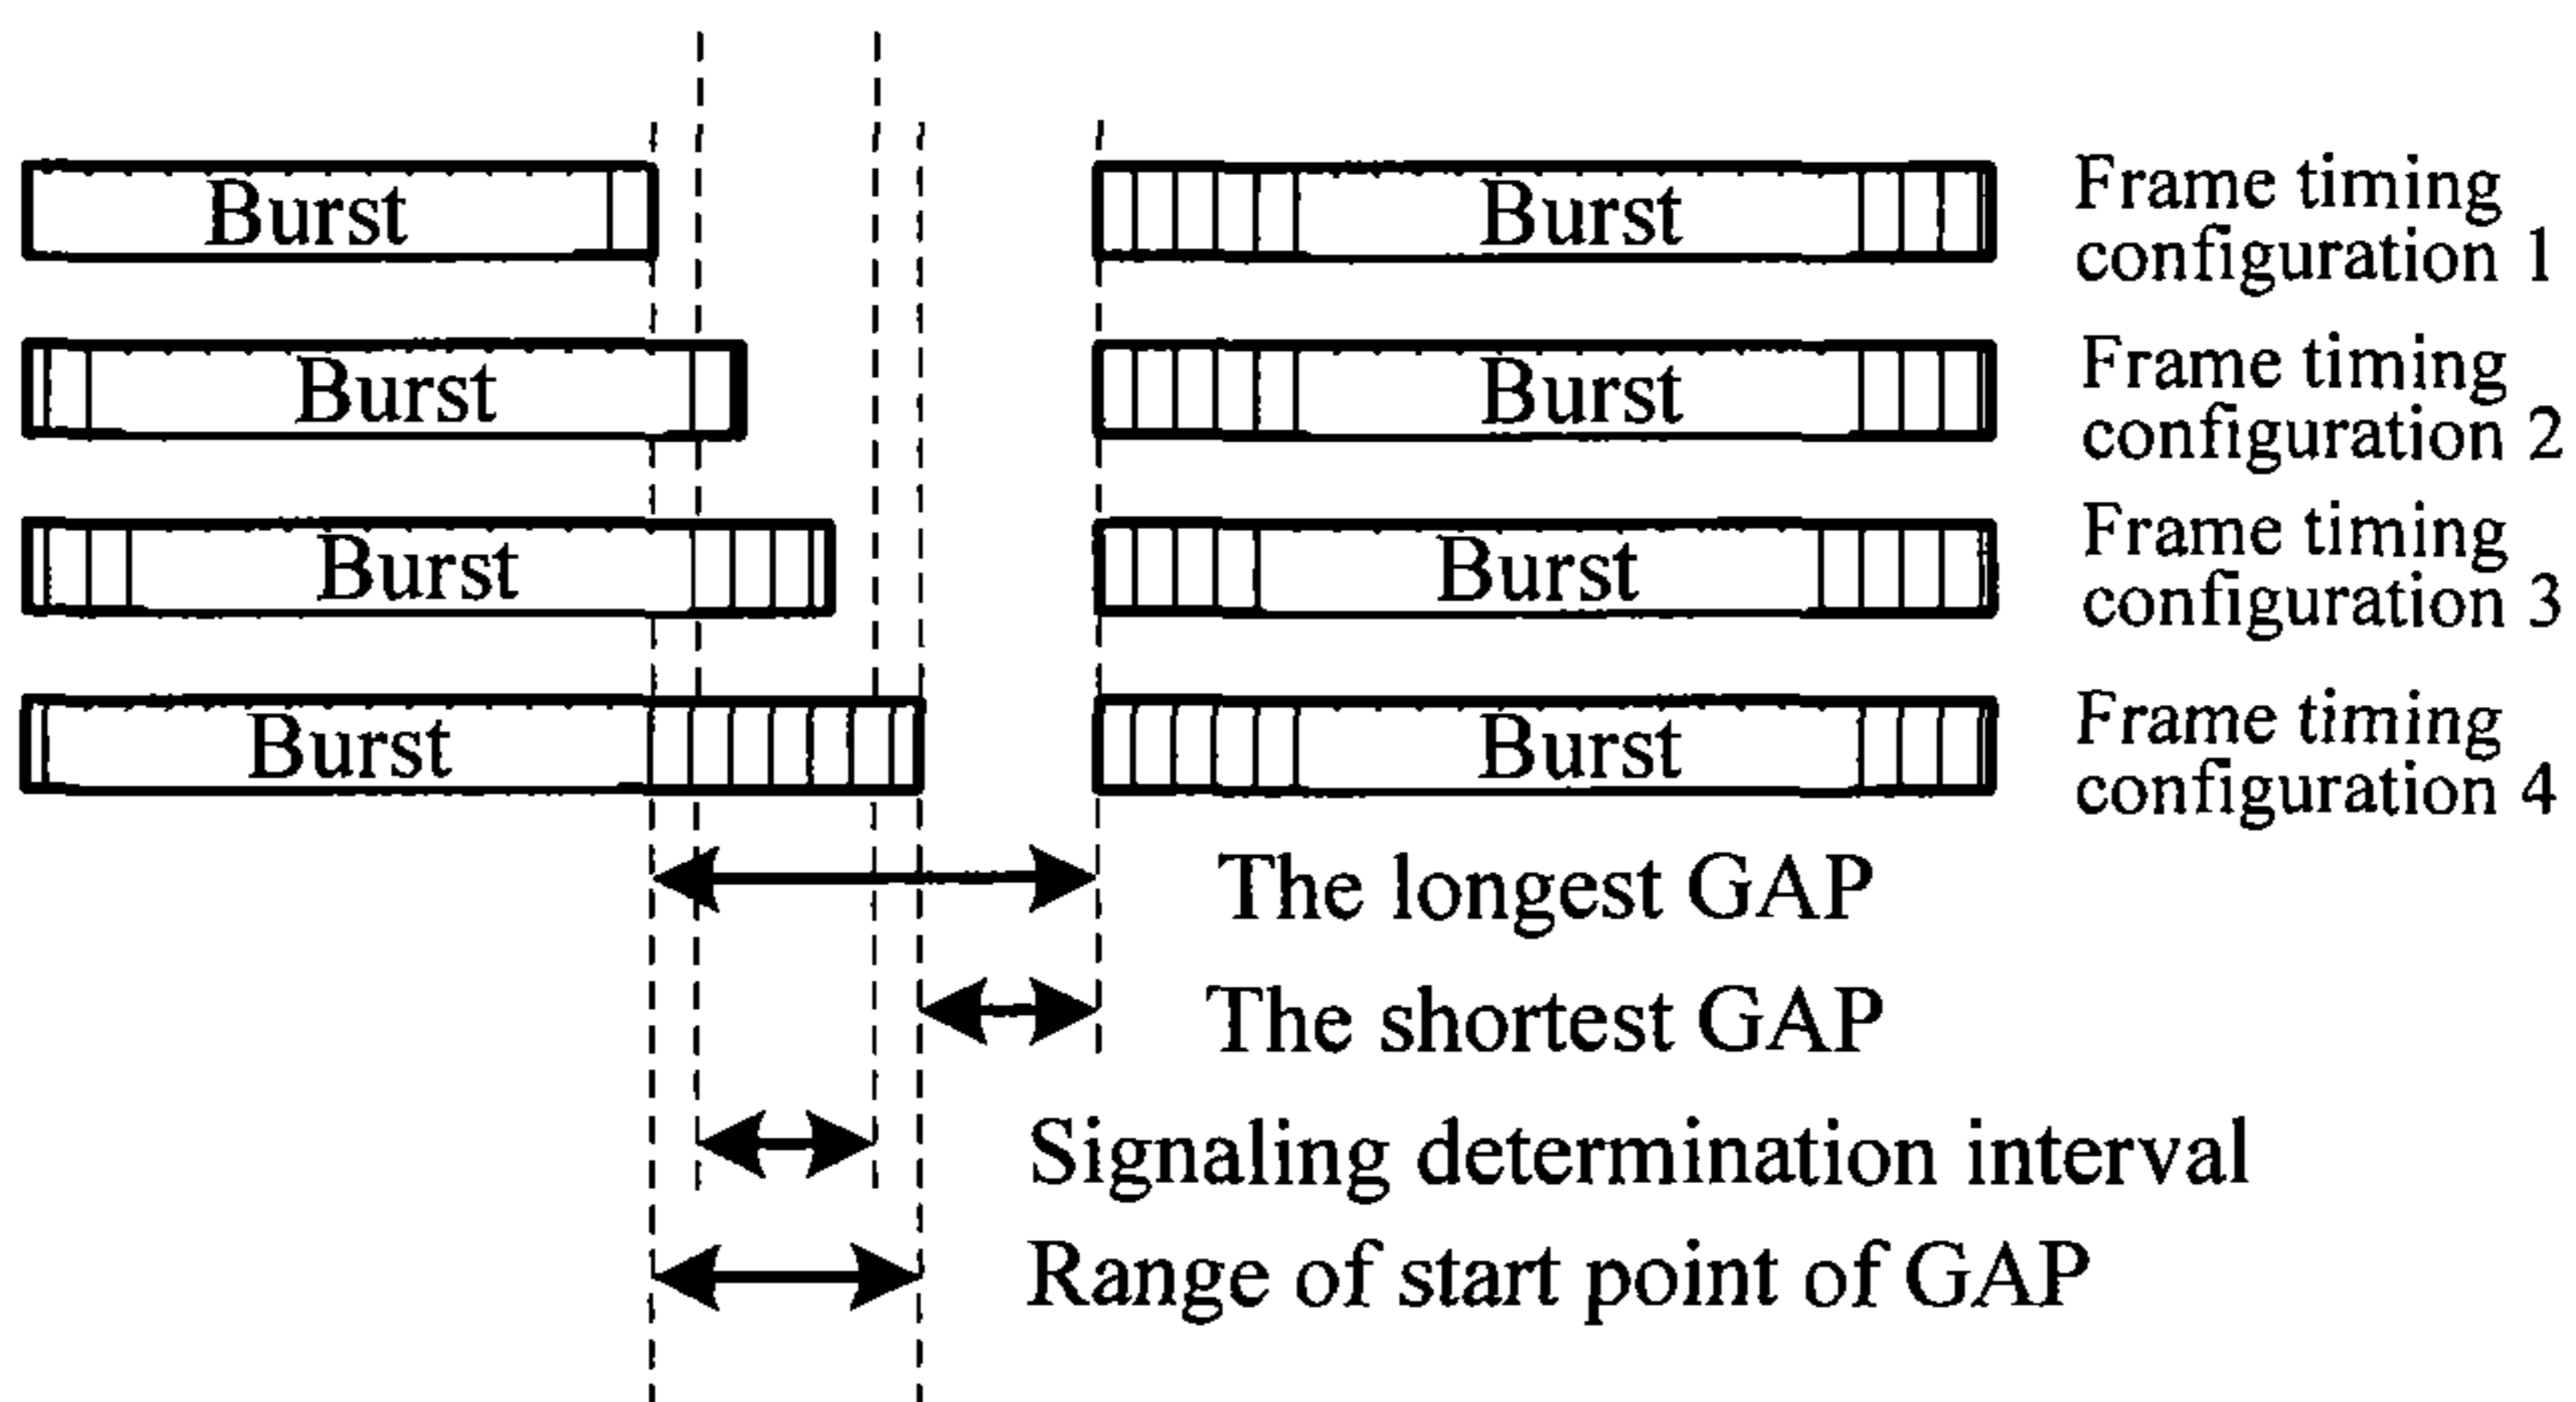 Burst
Burst
Frame timing
configuration 1
Burst
Burst
Frame timing
configuration 2
Burst
Burst
Frame timing
configuration 3
Burst
Burst
Frame timing
configuration 4
The longest GAP
The shortest GAP
Signaling determination interval
Range of start point of GAP